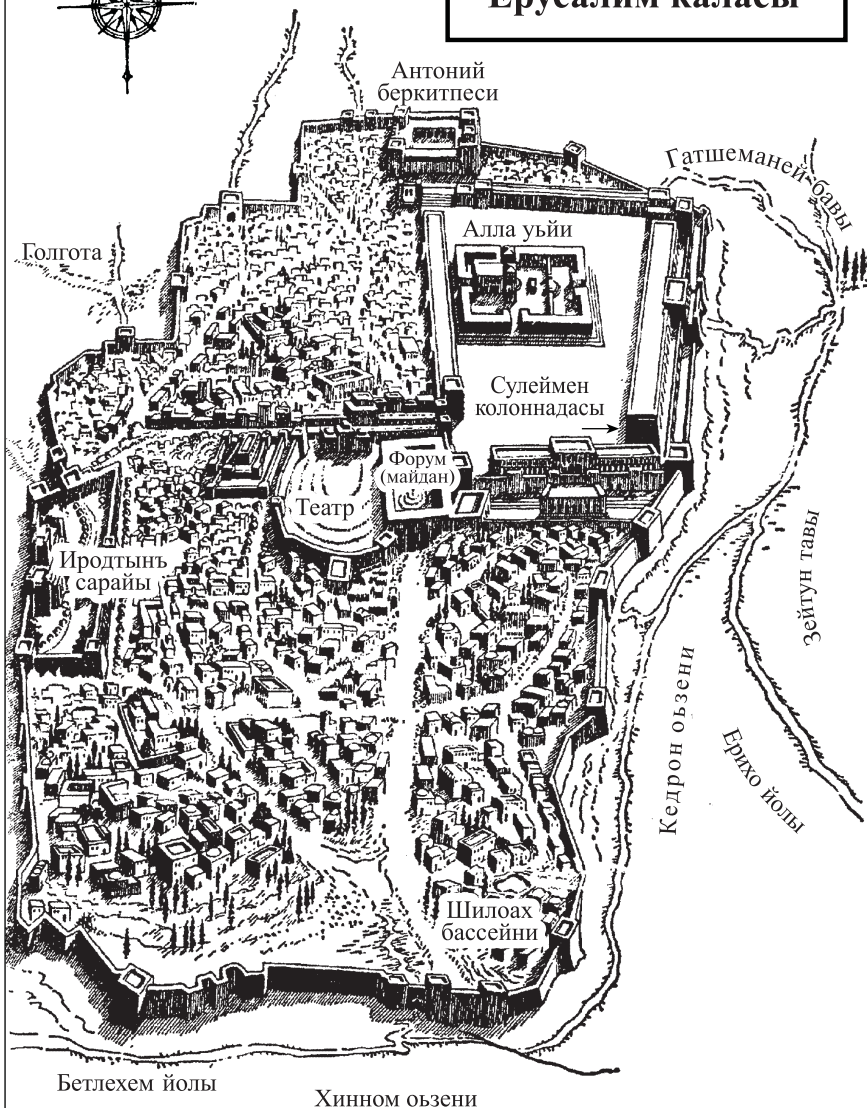 Ерусалим каласы
Антоний
беркитпеси
Гатшеманей бавы
Голгота
Алла уьйи
Сулеймен
колоннадасы
Форум
(майдан)
Театр
Иродтынъ
сарайы
Зейтун тавы
Кедрон оьзени
Ерихо йолы
Шилоах
бассейни
Бетлехем йолы
Хинном оьзени